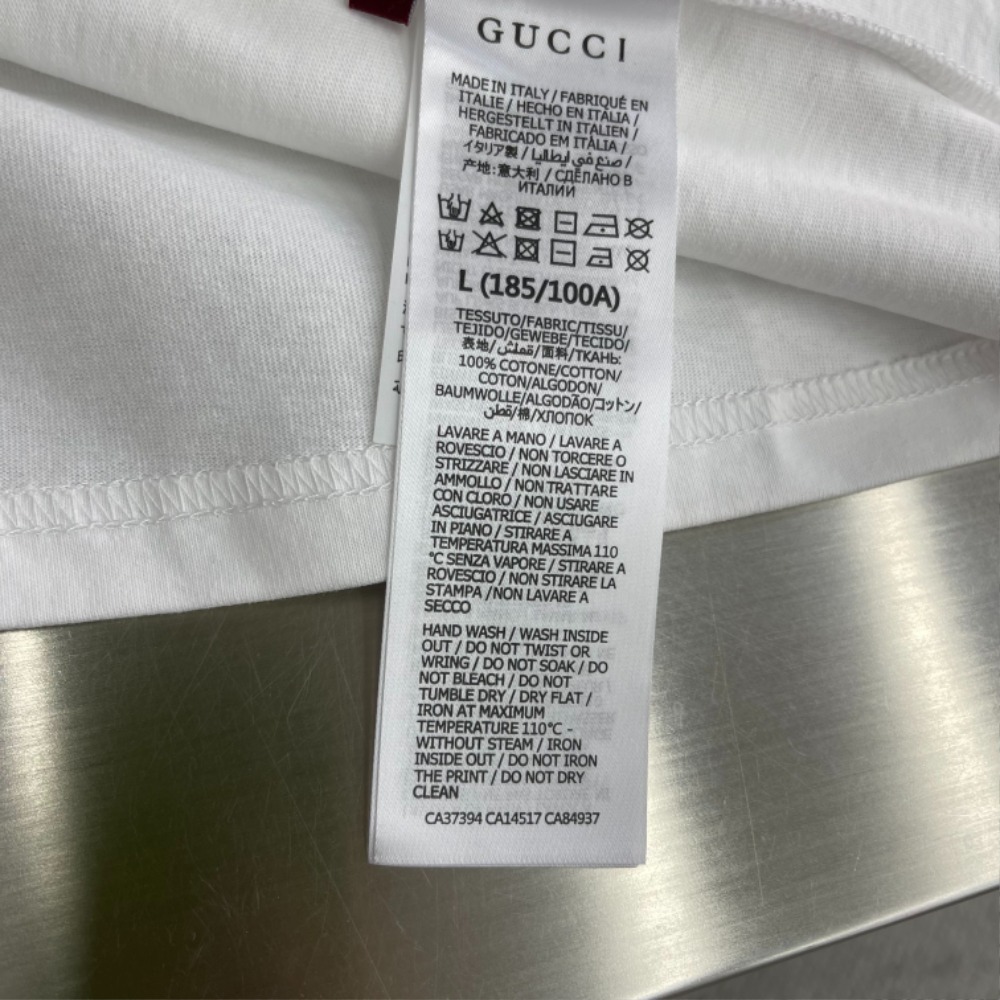 GUCCI
MADE IN ITALY / FABRIQUÉ EN
ITALIE / HECHO EN ITALIA /
HERGESTELLT IN ITALIEN /
FABRICADO EM ITÁLIA /
イタリア製 / صنع في ايطاليا /
产地:意大利 / СДЕЛАНО В
ИТАЛИИ
L (185/100A)
TESSUTO/FABRIC/TISSU/
TEJIDO/GEWEBE/TECIDO/
表地/قماش/面料/ТКАНЬ:
100% COTONE/COTTON/
COTON/ALGODON/
BAUMWOLLE/ALGODÃO/コットン/
قطن/棉/ХЛОПОК
LAVARE A MANO / LAVARE A
ROVESCIO / NON TORCERE O
STRIZZARE / NON LASCIARE IN
AMMOLLO / NON TRATTARE
CON CLORO / NON USARE
ASCIUGATRICE / ASCIUGARE
IN PIANO / STIRARE A
TEMPERATURA MASSIMA 110
°C SENZA VAPORE / STIRARE A
ROVESCIO / NON STIRARE LA
STAMPA /NON LAVARE A
SECCO
HAND WASH / WASH INSIDE
OUT / DO NOT TWIST OR
WRING / DO NOT SOAK / DO
NOT BLEACH / DO NOT
TUMBLE DRY / DRY FLAT /
IRON AT MAXIMUM
TEMPERATURE 110°C -
WITHOUT STEAM / IRON
INSIDE OUT / DO NOT IRON
THE PRINT / DO NOT DRY
CLEAN
CA37394 CA14517 CA84937